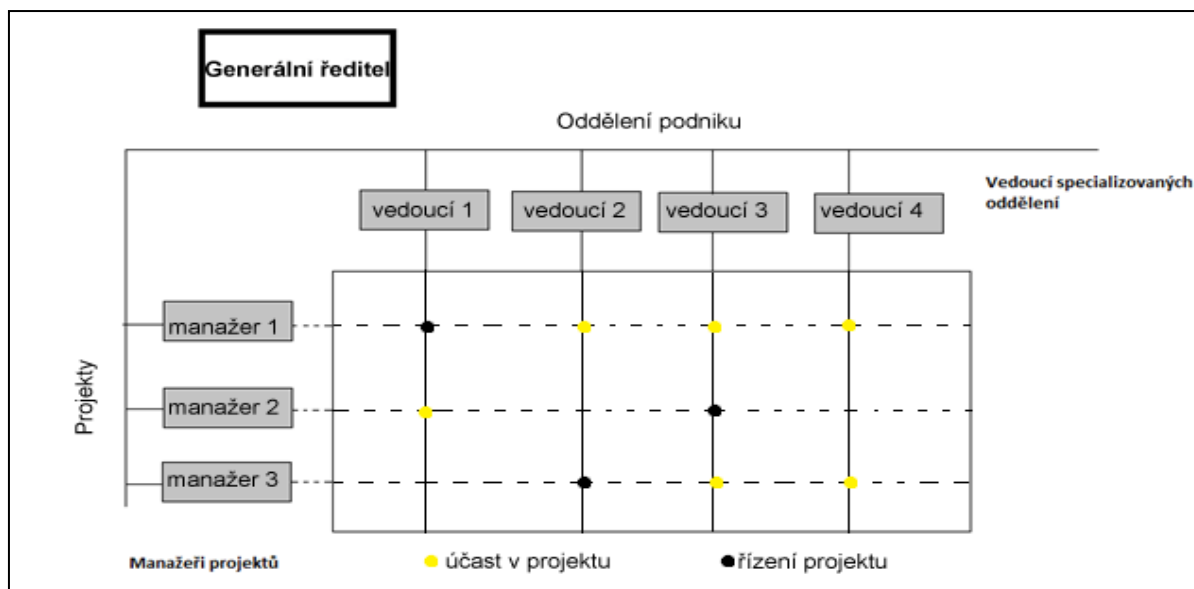 Generální ředitel
Oddělení podniku
Vedoucí specializovaných
oddělení
vedoucí 1
vedoucí 2
vedoucí 3
vedoucí 4
Projekty
manažer 1
manažer 2
manažer 3
Manažeři projektů
účast v projektu
řízení projektu